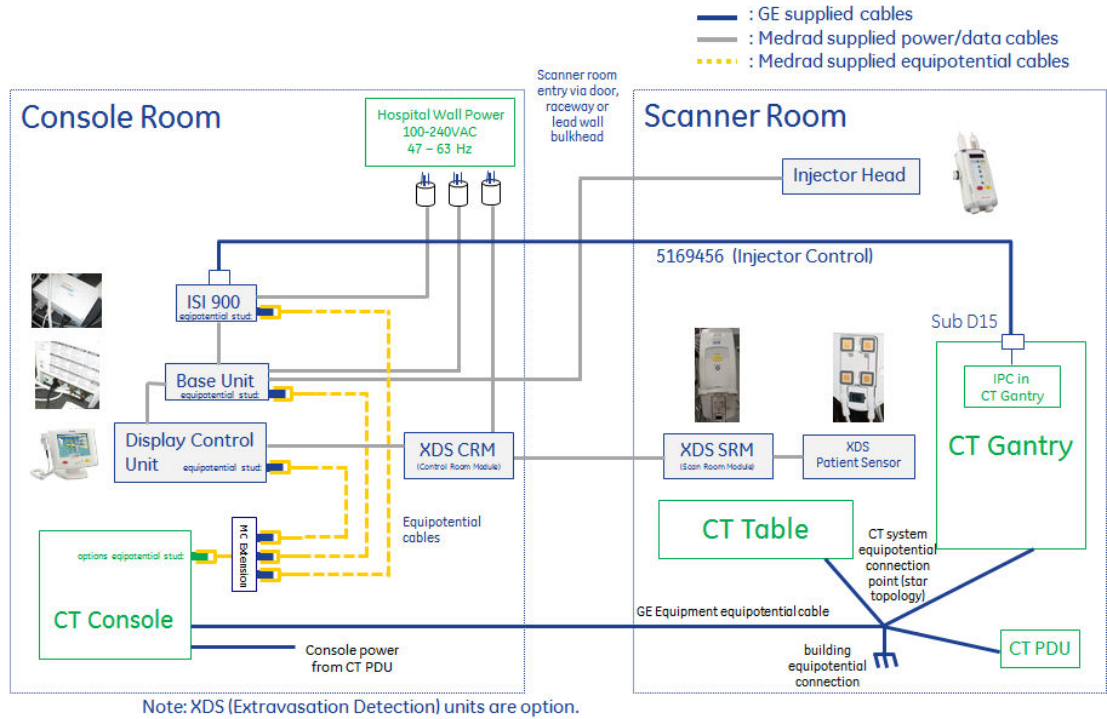 : GE supplied cables
: Medrad supplied power/data cables
: Medrad supplied equipotential cables
Console Room
Hospital Wall Power
100-240VAC
47 – 63 Hz
Scanner room
entry via door,
raceway or
lead wall
bulkhead
Scanner Room
Injector Head
5169456 (Injector Control)
ISI 900
eqipotential stud:
Sub D15
IPC in
CT Gantry
CT Gantry
Base Unit
equipotential stud:
Display Control
Unit
equipotential stud:
XDS CRM
(Control Room Module)
XDS SRM
(Scan Room Module)
XDS
Patient Sensor
Equipotential
cables
MC Extension
options eqipotential stud:
CT Console
CT Table
CT system
equipotential
connection
point (star
topology)
GE Equipment equipotential cable
Console power
from CT PDU
building
equipotential
connection
CT PDU
Note: XDS (Extravasation Detection) units are option.